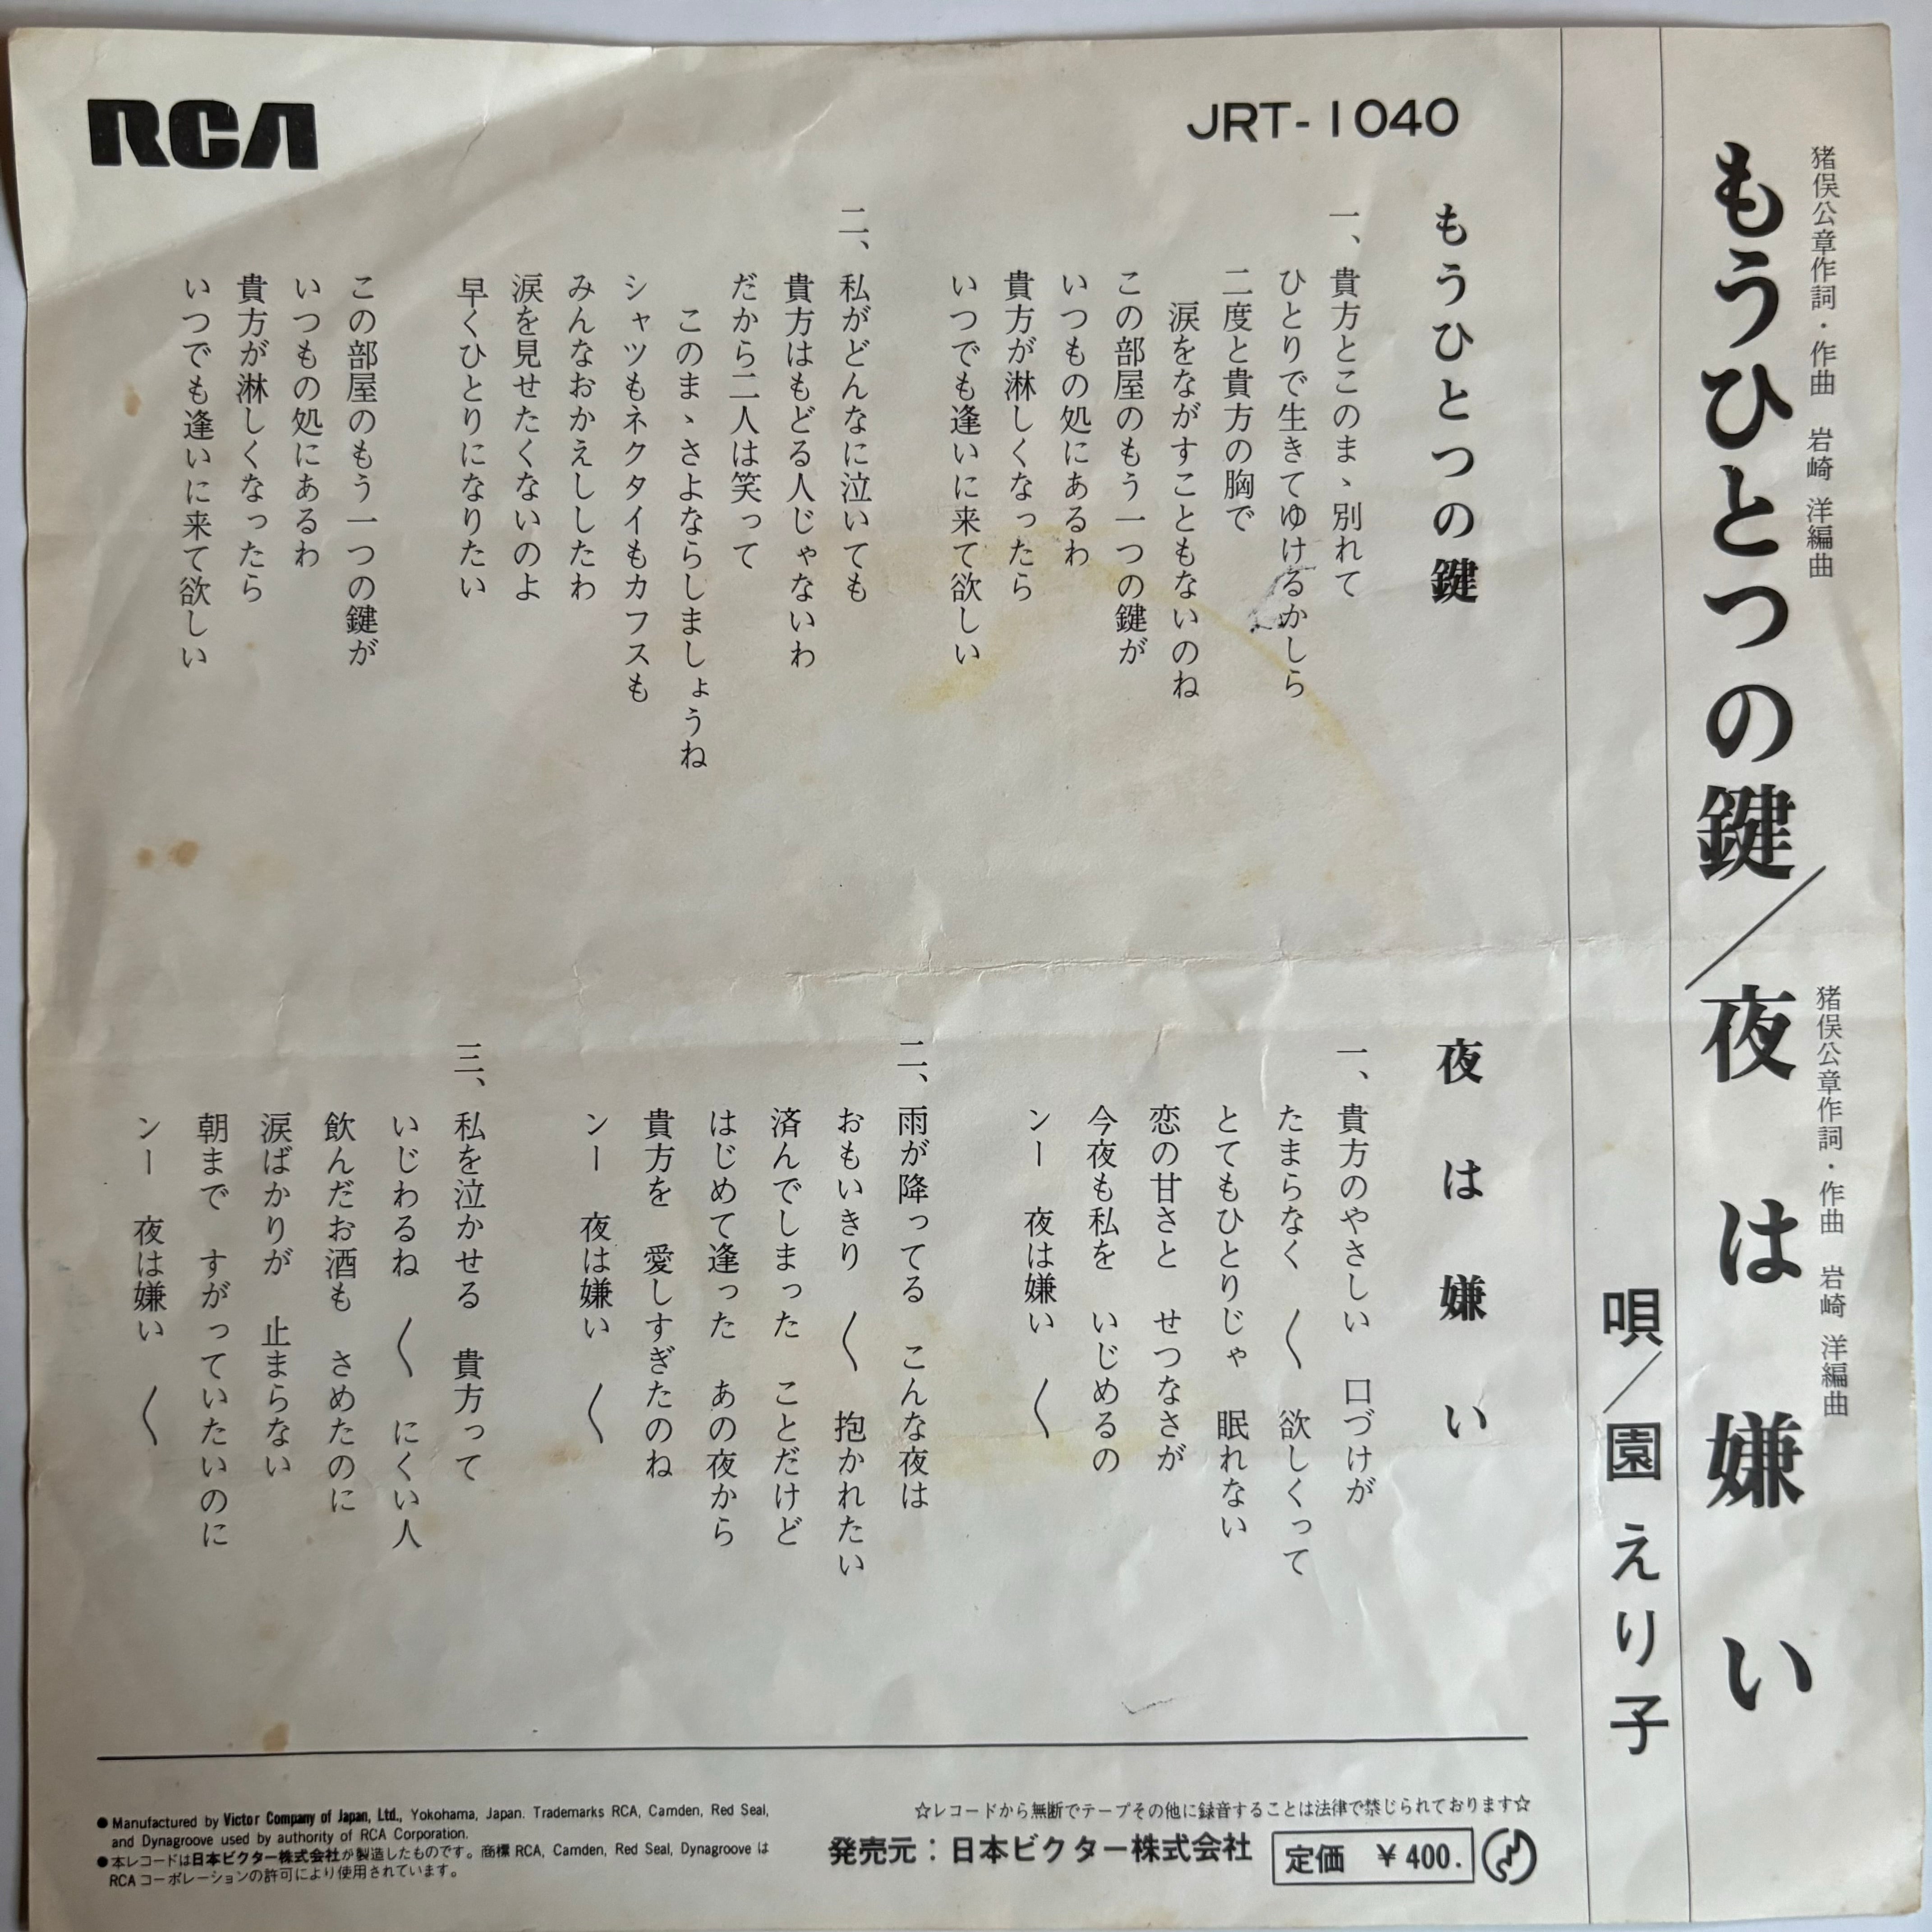 猪俣公章作詞・作曲 岩崎 洋編曲
もうひとつの鍵／夜は嫌い
猪俣公章作詞・作曲 岩崎 洋編曲
唄／園えり子
RCA
JRT-1040
もうひとつの鍵
一、貴方とこのまゝ別れて
ひとりで生きてゆけるかしら
二度と貴方の胸で
涙をながすこともないのね
この部屋のもう一つの鍵が
いつもの処にあるわ
貴方が淋しくなったら
いつでも逢いに来て欲しい
二、私がどんなに泣いても
貴方はもどる人じゃないわ
だから二人は笑って
このまゝさよならしましょうね
シャツもネクタイもカフスも
みんなおかえししたわ
涙を見せたくないのよ
早くひとりになりたい
この部屋のもう一つの鍵が
いつもの処にあるわ
貴方が淋しくなったら
いつでも逢いに来て欲しい
夜は嫌い
一、貴方のやさしい 口づけが
たまらなく 〱 欲しくって
とてもひとりじゃ 眠れない
恋の甘さと せつなさが
今夜も私を いじめるの
ンー 夜は嫌い 〱
二、雨が降ってる こんな夜は
おもいきり 〱 抱かれたい
済んでしまった ことだけど
はじめて逢った あの夜から
貴方を 愛しすぎたのね
ンー 夜は嫌い 〱
三、私を泣かせる 貴方って
いじわるね 〱 にくい人
飲んだお酒も さめたのに
涙ばかりが 止まらない
朝まで すがっていたいのに
ンー 夜は嫌い 〱
●Manufactured by Victor Company of Japan, Ltd., Yokohama, Japan. Trademarks RCA, Camden, Red Seal,
and Dynagroove used by authority of RCA Corporation.
●本レコードは日本ビクター株式会社が製造したものです。商標 RCA, Camden, Red Seal, Dynagroove は
RCAコーポレーションの許可により使用されています。
☆レコードから無断でテープその他に録音することは法律で禁じられております☆
発売元：日本ビクター株式会社 定価 ￥400.